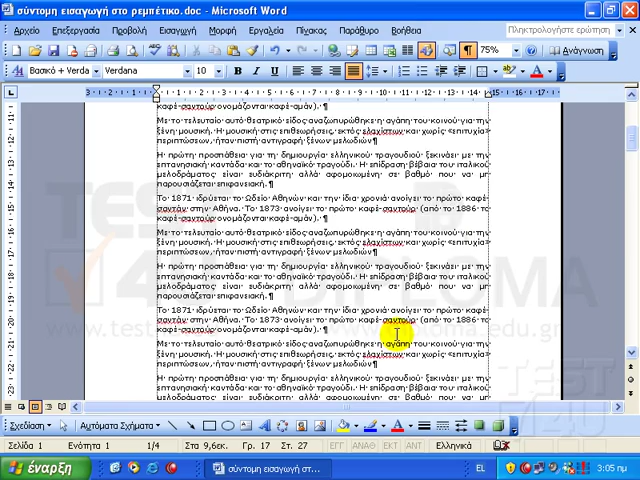 σύντομη εισαγωγή στο ρεμπέτικο.doc - Microsoft Word
Αρχείο Επεξεργασία Προβολή Εισαγωγή Μορφή Εργαλεία Πίνακας Παράθυρο Βοήθεια
Πληκτρολογήστε ερώτηση
75% Ανάγνωση
Βασικό + Verda Verdana 10
καφέ-σαντούρ·ονομάζονται·καφέ-αμάν).·¶
Με·το·τελευταίο·αυτό·θεατρικό·είδος·αναζωπυρώθηκε·η·αγάπη·του·κοινού·για·την·
ξένη·μουσική.·Η·μουσική·στις·επιθεωρήσεις,·εκτός·ελαχίστων·και·χωρίς·«επιτυχία»·
περιπτώσεων,·ήταν·πιστή·αντιγραφή·των·ξένων·μελωδιών¶
Η· πρώτη· προσπάθεια· για· τη· δημιουργία· ελληνικού· τραγουδιού· ξεκινάει· με· την·
επτανησιακή·καντάδα·και·το·αθηναϊκό·τραγούδι.·Η·επίδραση·βέβαια·του·ιταλικού·
μελοδράματος· είναι· ευδιάκριτη· αλλά· αφομοιωμένη· σε· βαθμό· που· να· μη·
παρουσιάζεται·επιφανειακή.·¶
Το·1871·ιδρύεται·το·Ωδείο·Αθηνών·και·την·ίδια·χρονιά·ανοίγει·το·πρώτο·καφέ-
σαντάν·στην·Αθήνα.·Το·1873·ανοίγει·το·πρώτο·καφέ-σαντούρ·(από·το·1886·τα·
καφέ-σαντούρ·ονομάζονται·καφέ-αμάν).·¶
Με·το·τελευταίο·αυτό·θεατρικό·είδος·αναζωπυρώθηκε·η·αγάπη·του·κοινού·για·την·
ξένη·μουσική.·Η·μουσική·στις·επιθεωρήσεις,·εκτός·ελαχίστων·και·χωρίς·«επιτυχία»·
περιπτώσεων,·ήταν·πιστή·αντιγραφή·των·ξένων·μελωδιών¶
Η· πρώτη· προσπάθεια· για· τη· δημιουργία· ελληνικού· τραγουδιού· ξεκινάει· με· την·
επτανησιακή·καντάδα·και·το·αθηναϊκό·τραγούδι.·Η·επίδραση·βέβαια·του·ιταλικού·
μελοδράματος· είναι· ευδιάκριτη· αλλά· αφομοιωμένη· σε· βαθμό· που· να· μη·
παρουσιάζεται·επιφανειακή.·¶
Το·1871·ιδρύεται·το·Ωδείο·Αθηνών·και·την·ίδια·χρονιά·ανοίγει·το·πρώτο·καφέ-
σαντάν·στην·Αθήνα.·Το·1873·ανοίγει·το·πρώτο·καφέ-σαντούρ·(από·το·1886·τα·
καφέ-σαντούρ·ονομάζονται·καφέ-αμάν).·¶
Με·το·τελευταίο·αυτό·θεατρικό·είδος·αναζωπυρώθηκε·η·αγάπη·του·κοινού·για·την·
ξένη·μουσική.·Η·μουσική·στις·επιθεωρήσεις,·εκτός·ελαχίστων·και·χωρίς·«επιτυχία»·
περιπτώσεων,·ήταν·πιστή·αντιγραφή·των·ξένων·μελωδιών¶
Η· πρώτη· προσπάθεια· για· τη· δημιουργία· ελληνικού· τραγουδιού· ξεκινάει· με· την·
επτανησιακή·καντάδα·και·το·αθηναϊκό·τραγούδι.·Η·επίδραση·βέβαια·του·ιταλικού·
μελοδράματος· είναι· ευδιάκριτη· αλλά· αφομοιωμένη· σε· βαθμό· που· να· μη·
Σχεδίαση Αυτόματα Σχήματα
Σελίδα 1 Ενότητα 1 1/4 Στα 9,6εκ. Γρ. 17 Στ. 27 ΕΓΓ ΑΝΑΘ ΕΚΤ ΑΝΤ Ελληνικά
έναρξη σύντομη εισαγωγή στ... EL 3:05 πμ